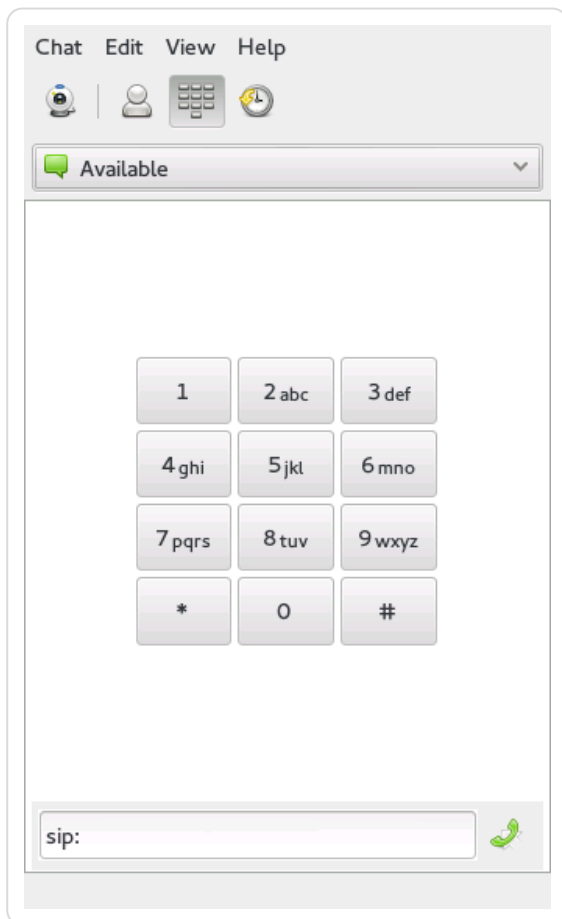 Chat Edit View Help
Available
1 2 abc 3 def
4 ghi 5 jkl 6 mno
7 pqrs 8 tuv 9 wxyz
* 0 #
sip: